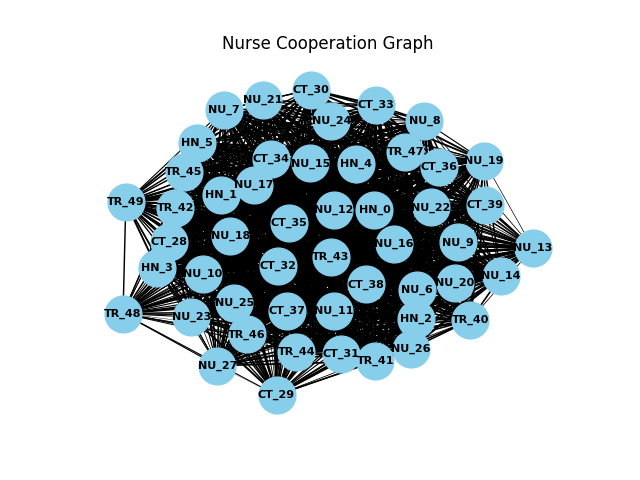 Nurse Cooperation Graph
CT_30
NU_21
CT_33
NU_7
NU_24
NU_8
HN_5
TR_47
CT_34
NU_15
HN_4
CT_36
NU_19
TR_45
NU_17
HN_1
TR_49
TR_42
NU_12
HN_0
NU_22
CT_39
CT_35
NU_18
CT_28
NU_16
NU_9
NU_13
TR_43
HN_3
CT_32
NU_10
NU_14
CT_38
NU_20
NU_6
NU_25
TR_48
NU_23
CT_37
NU_11
HN_2
TR_40
TR_46
NU_26
TR_44
CT_31
TR_41
NU_27
CT_29